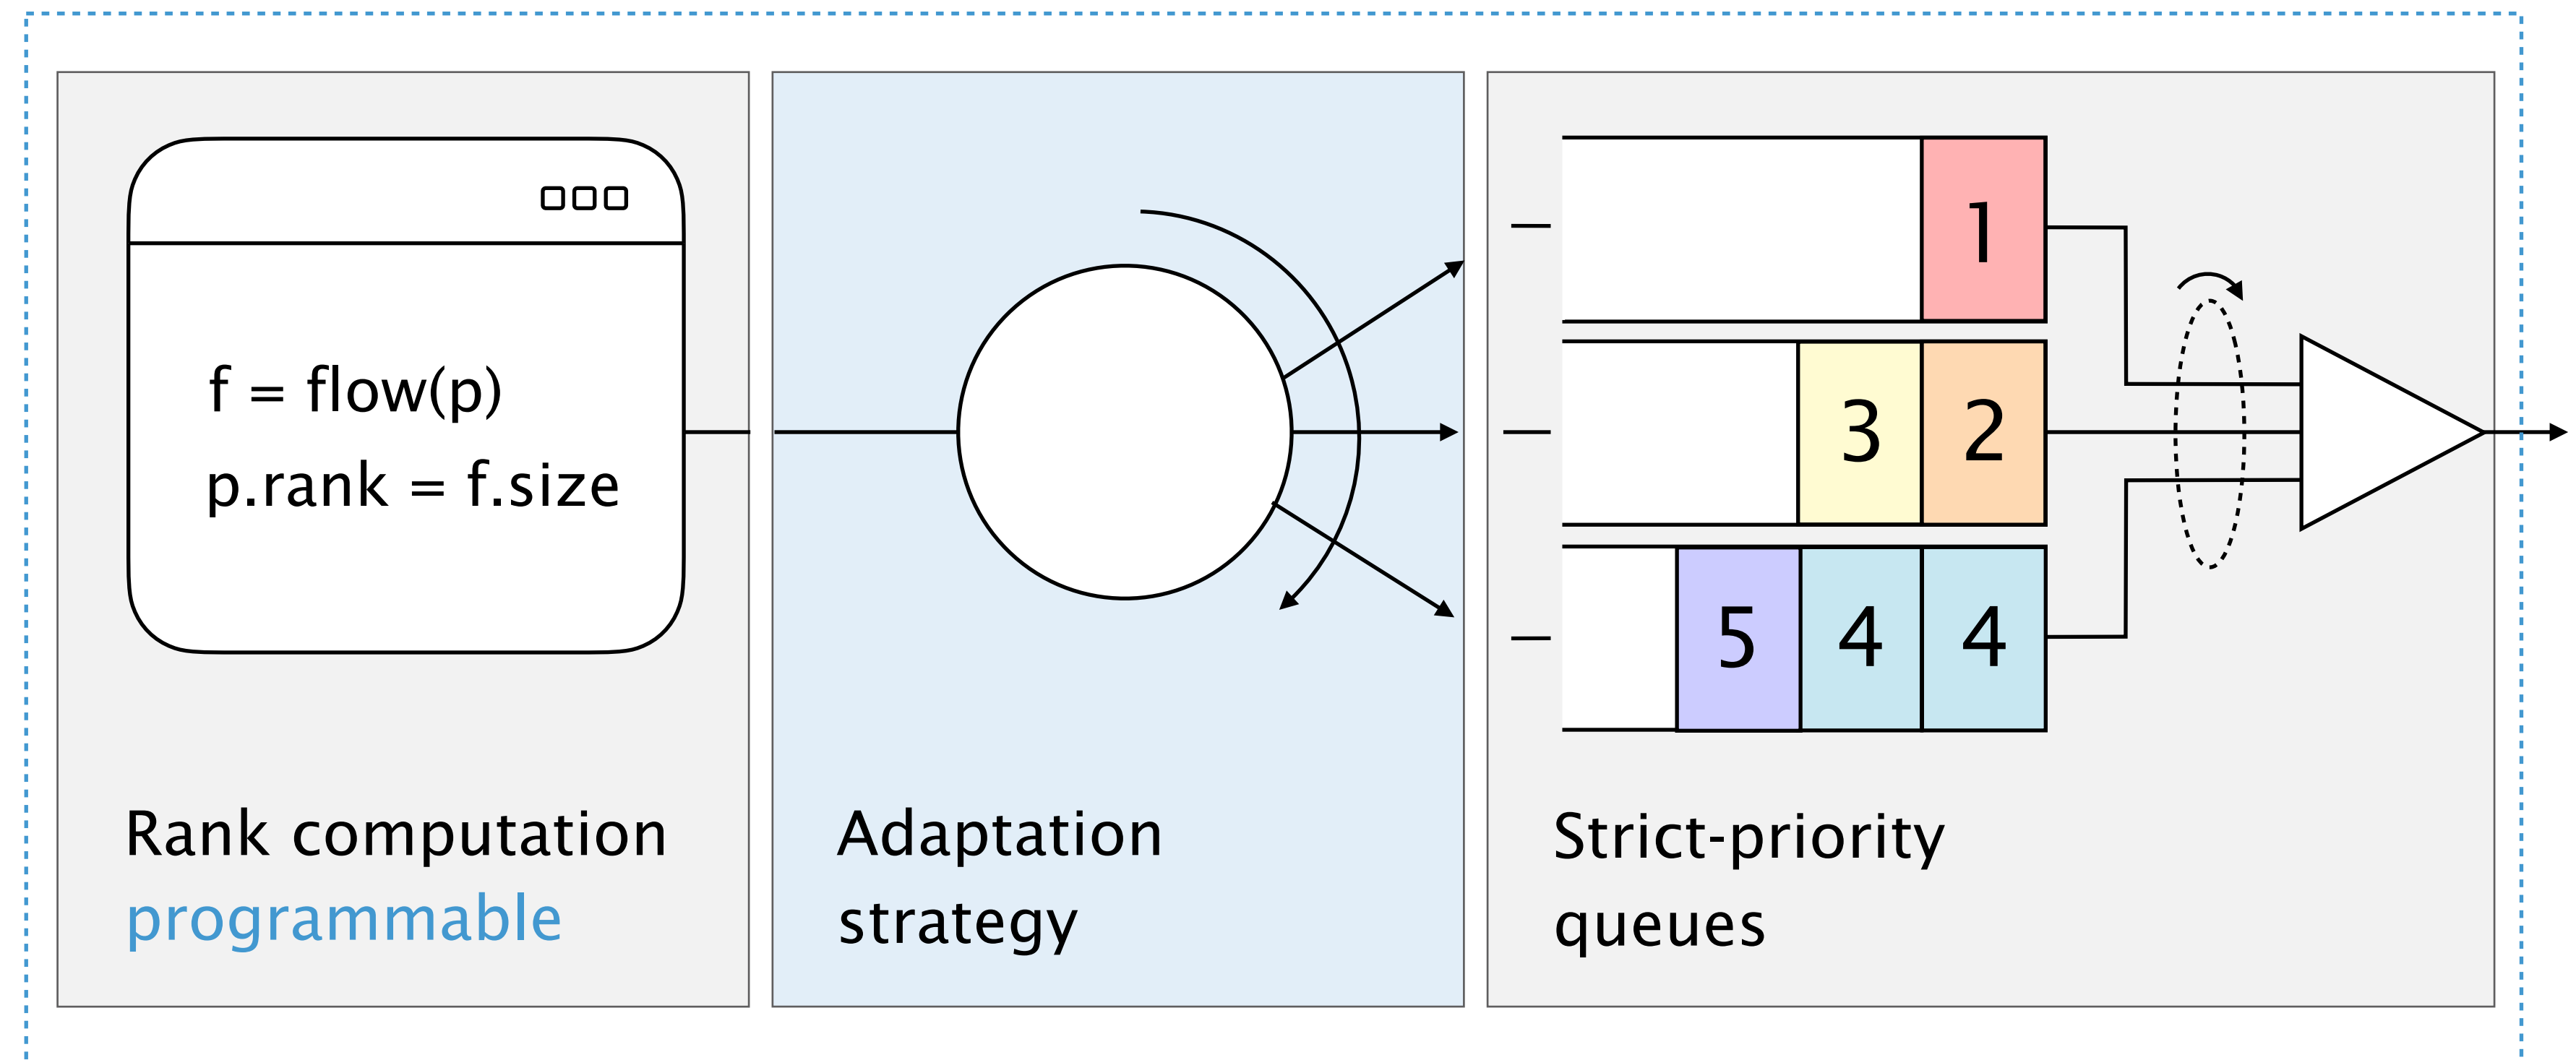 f = flow(p)
p.rank = f.size
Rank computation
programmable
Adaptation
strategy
1
3 2
5 4 4
Strict-priority
queues